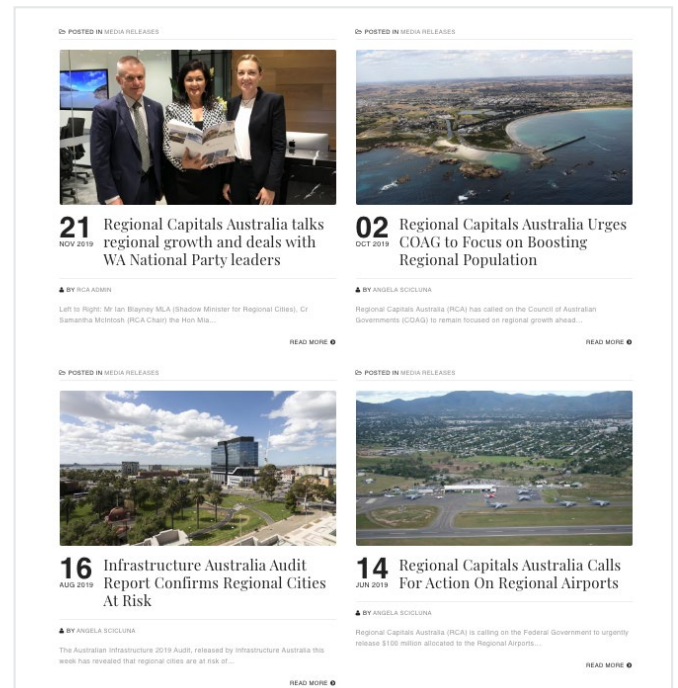 POSTED IN MEDIA RELEASES
21
NOV 2019
Regional Capitals Australia talks
regional growth and deals with
WA National Party leaders
BY RCA ADMIN
Left to Right: Mr Ian Blayney MLA (Shadow Minister for Regional Cities), Cr
Samantha McIntosh (RCA Chair) the Hon Mia...
READ MORE
POSTED IN MEDIA RELEASES
02
OCT 2019
Regional Capitals Australia Urges
COAG to Focus on Boosting
Regional Population
BY ANGELA SCICLUNA
Regional Capitals Australia (RCA) has called on the Council of Australian
Governments (COAG) to remain focused on regional growth ahead...
READ MORE
POSTED IN MEDIA RELEASES
16
AUG 2019
Infrastructure Australia Audit
Report Confirms Regional Cities
At Risk
BY ANGELA SCICLUNA
The Australian Infrastructure 2019 Audit, released by Infrastructure Australia this
week has revealed that regional cities are at risk of...
READ MORE
POSTED IN MEDIA RELEASES
14
JUN 2019
Regional Capitals Australia Calls
For Action On Regional Airports
BY ANGELA SCICLUNA
Regional Capitals Australia (RCA) is calling on the Federal Government to urgently
release $100 million allocated to the Regional Airports...
READ MORE